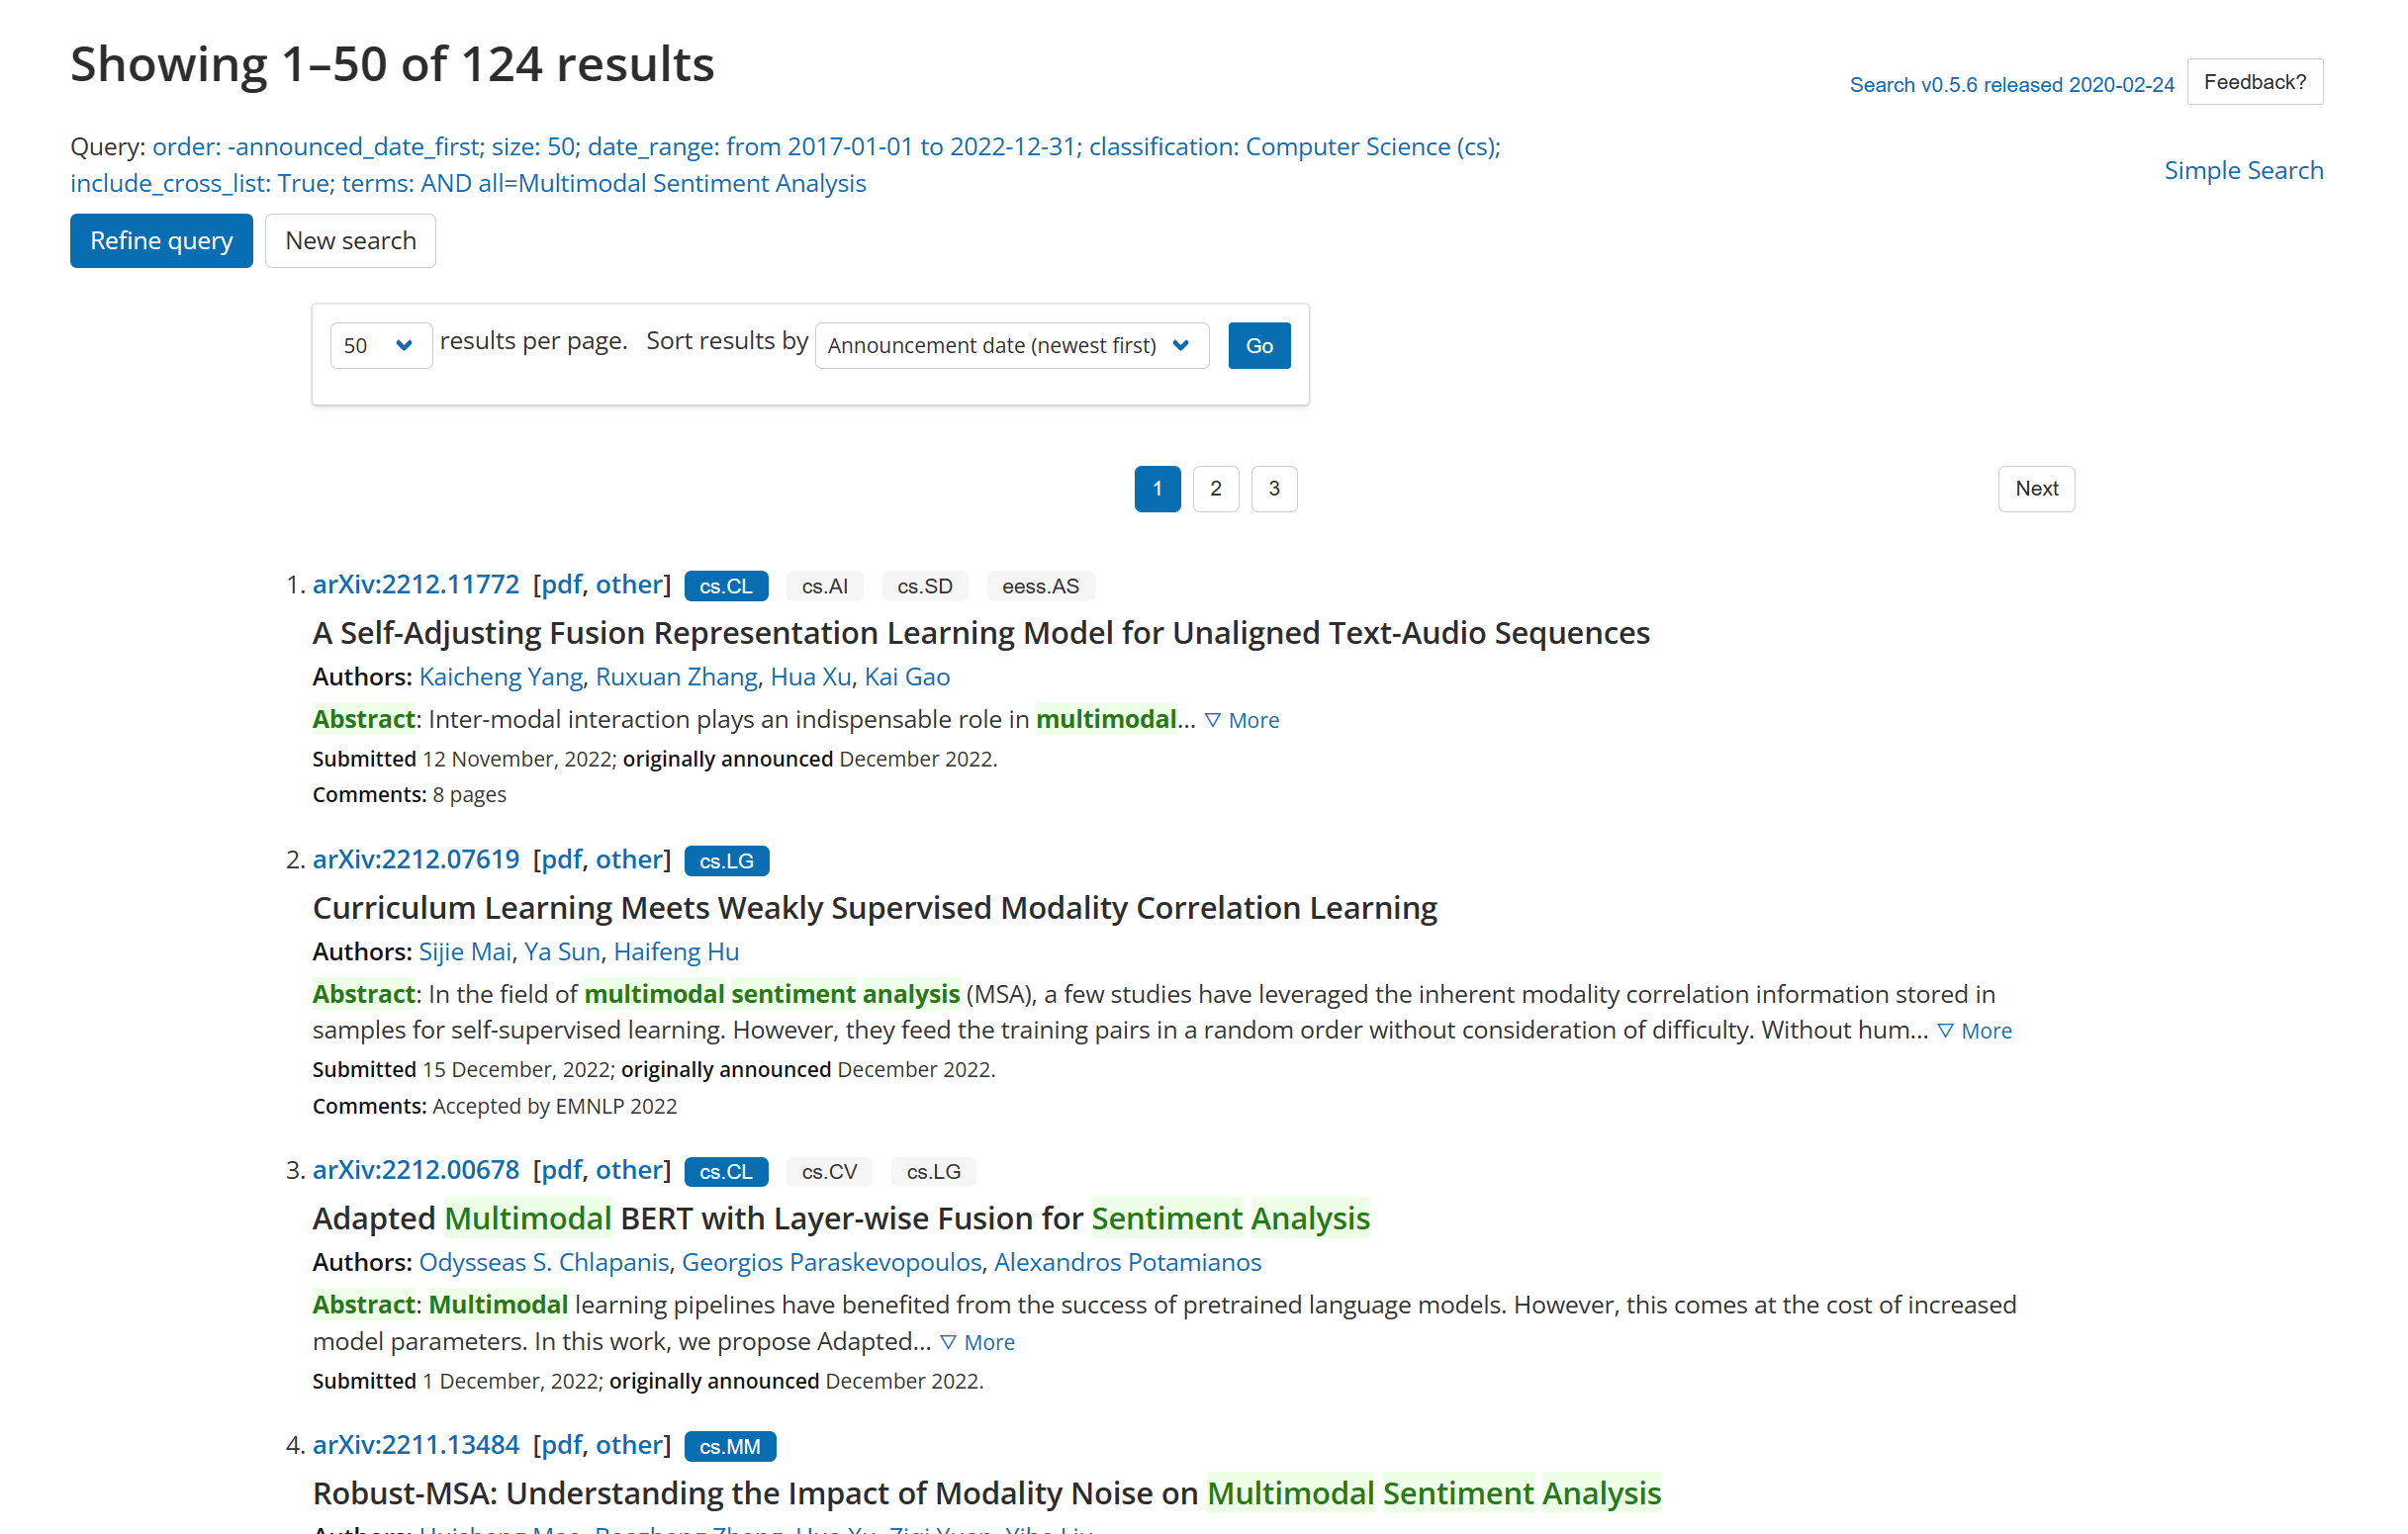 Showing 1–50 of 124 results
Search v0.5.6 released 2020-02-24 Feedback?
Query: order: -announced_date_first; size: 50; date_range: from 2017-01-01 to 2022-12-31; classification: Computer Science (cs);
include_cross_list: True; terms: AND all=Multimodal Sentiment Analysis
Simple Search
Refine query New search
50 results per page. Sort results by Announcement date (newest first) Go
1 2 3 Next
1. arXiv:2212.11772 [pdf, other] cs.CL cs.AI cs.SD eess.AS
A Self-Adjusting Fusion Representation Learning Model for Unaligned Text-Audio Sequences
Authors: Kaicheng Yang, Ruxuan Zhang, Hua Xu, Kai Gao
Abstract: Inter-modal interaction plays an indispensable role in multimodal… ▽ More
Submitted 12 November, 2022; originally announced December 2022.
Comments: 8 pages
2. arXiv:2212.07619 [pdf, other] cs.LG
Curriculum Learning Meets Weakly Supervised Modality Correlation Learning
Authors: Sijie Mai, Ya Sun, Haifeng Hu
Abstract: In the field of multimodal sentiment analysis (MSA), a few studies have leveraged the inherent modality correlation information stored in
samples for self-supervised learning. However, they feed the training pairs in a random order without consideration of difficulty. Without hum… ▽ More
Submitted 15 December, 2022; originally announced December 2022.
Comments: Accepted by EMNLP 2022
3. arXiv:2212.00678 [pdf, other] cs.CL cs.CV cs.LG
Adapted Multimodal BERT with Layer-wise Fusion for Sentiment Analysis
Authors: Odysseas S. Chlapanis, Georgios Paraskevopoulos, Alexandros Potamianos
Abstract: Multimodal learning pipelines have benefited from the success of pretrained language models. However, this comes at the cost of increased
model parameters. In this work, we propose Adapted… ▽ More
Submitted 1 December, 2022; originally announced December 2022.
4. arXiv:2211.13484 [pdf, other] cs.MM
Robust-MSA: Understanding the Impact of Modality Noise on Multimodal Sentiment Analysis